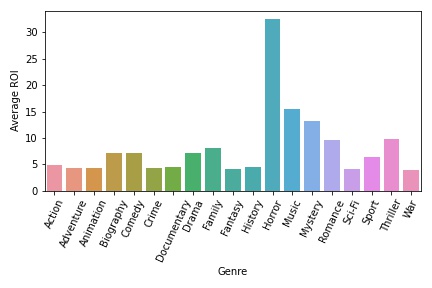 Average ROI
30
25
20
15
10
5
0
Action
Adventure
Animation
Biography
Comedy
Crime
Documentary
Drama
Family
Fantasy
History
Horror
Music
Mystery
Romance
Sci-Fi
Sport
Thriller
War
Genre